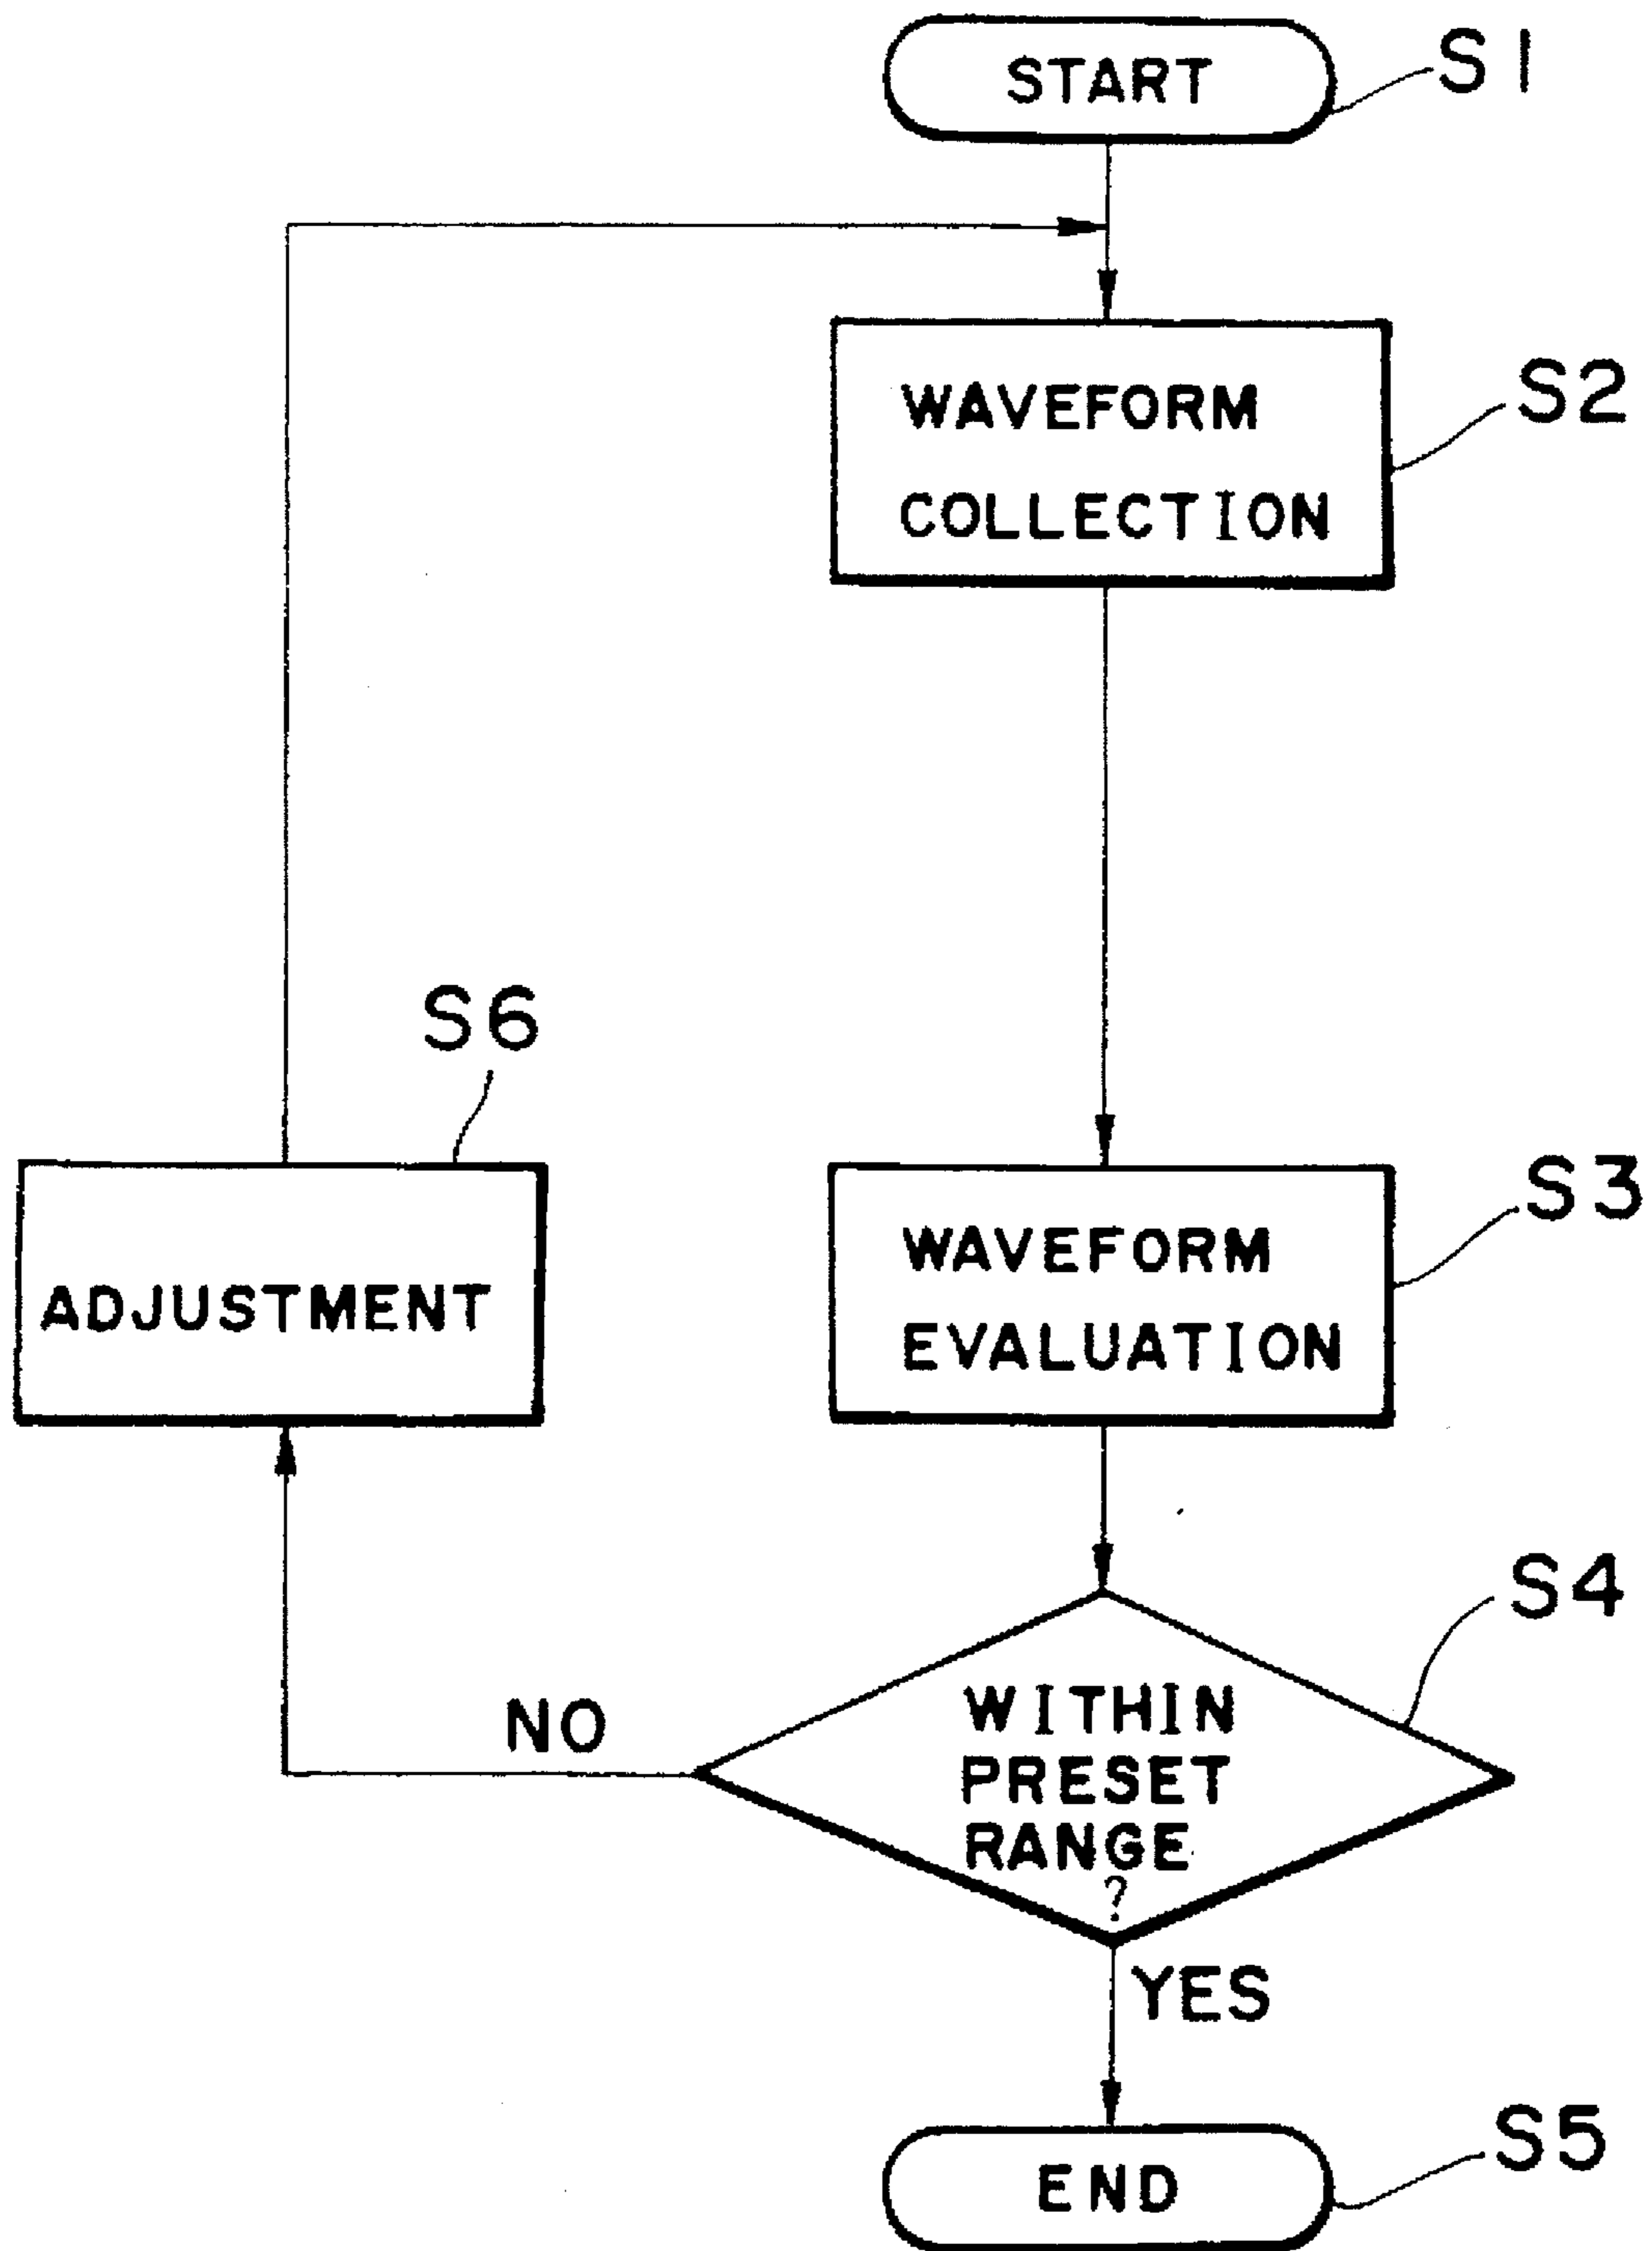 START
S1
WAVEFORM
COLLECTION
S2
S6
ADJUSTMENT
WAVEFORM
EVALUATION
S3
S4
WITHIN
PRESET
RANGE
?
NO
YES
END
S5